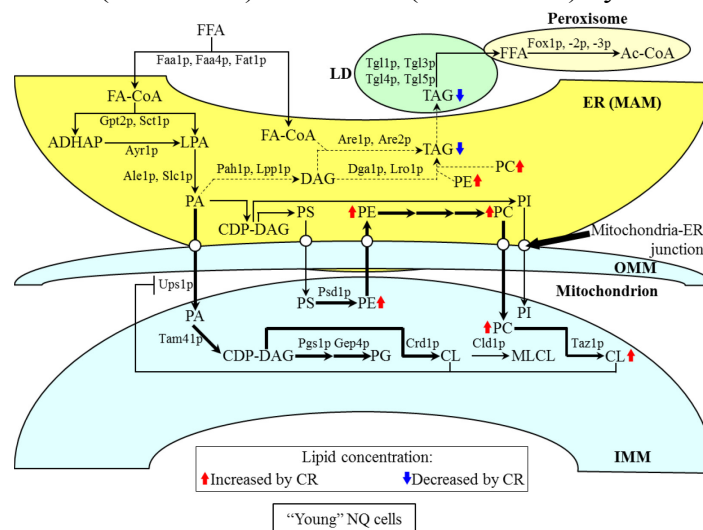 Peroxisome
FFA
Faa1p, Faa4p, Fat1p
Tgl1p, Tgl3p
Tgl4p, Tgl5p
TAG
LD
FFA
Fox1p, -2p, -3p
Ac-CoA
ER (MAM)
FA-CoA
Gpt2p, Sct1p
ADHAP
LPA
Ayr1p
FA-CoA
Are1p, Are2p
TAG
Ale1p, Slc1p
Pah1p, Lpp1p
DAG
Dga1p, Lro1p
PC
PE
PA
CDP-DAG
PS
PE
PC
PI
Mitochondria-ER
junction
OMM
Mitochondrion
Ups1p
PS
Psd1p
PE
PI
PA
PC
Tam41p
CDP-DAG
Pgs1p Gep4p
PG
Crd1p
CL
Cld1p
MLCL
Taz1p
CL
IMM
Lipid concentration:
Increased by CR
Decreased by CR
“Young” NQ cells